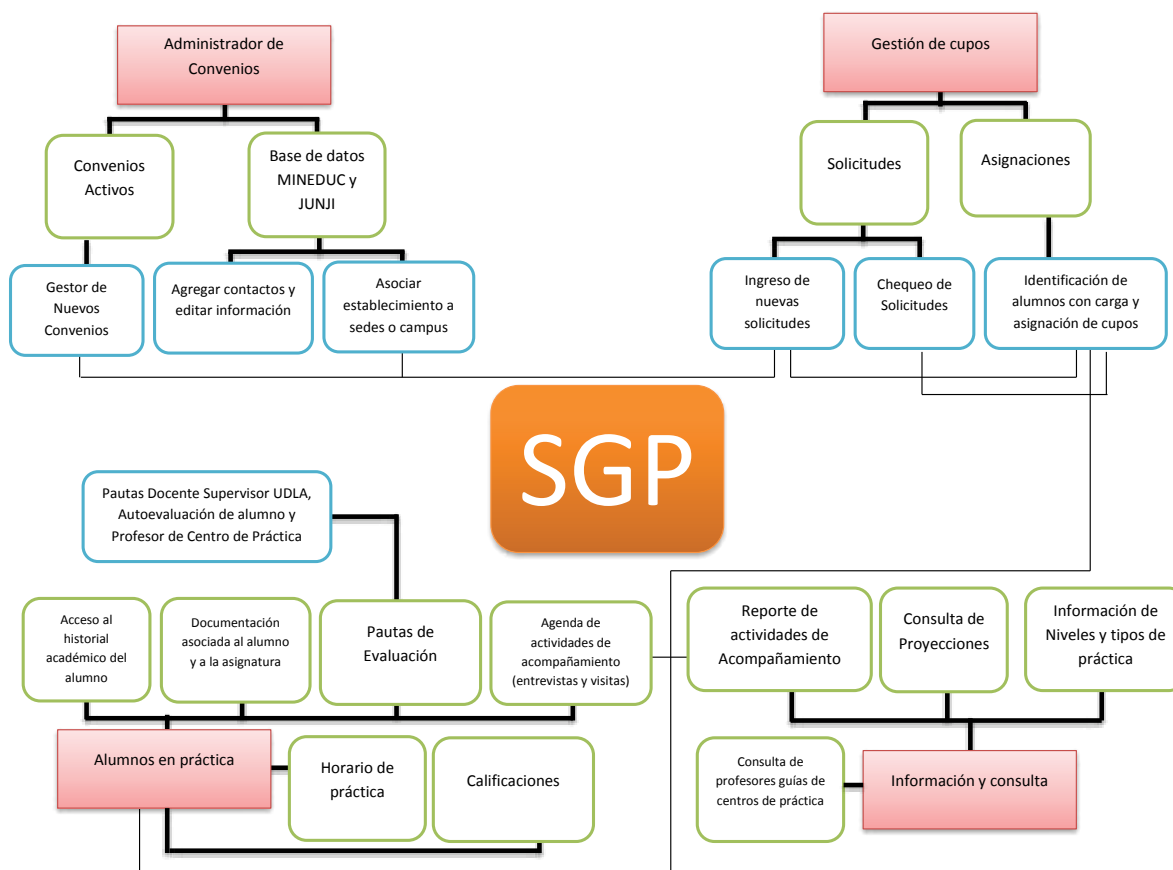 Administrador de
Convenios
Gestión de cupos
Convenios
Activos
Base de datos
MINEDUC y
JUNJI
Solicitudes
Asignaciones
Gestor de
Nuevos
Convenios
Agregar contactos y
editar información
Asociar
establecimiento a
sedes o campus
Ingreso de
nuevas
solicitudes
Chequeo de
Solicitudes
Identificación de
alumnos con carga y
asignación de cupos
SGP
Pautas Docente Supervisor UDLA,
Autoevaluación de alumno y
Profesor de Centro de Práctica
Acceso al
historial
académico del
alumno
Documentación
asociada al alumno
y a la asignatura
Pautas de
Evaluación
Agenda de
actividades de
acompañamiento
(entrevistas y visitas)
Reporte de
actividades de
Acompañamiento
Consulta de
Proyecciones
Información de
Niveles y tipos de
práctica
Alumnos en práctica
Horario de
práctica
Calificaciones
Consulta de
profesores guías de
centros de práctica
Información y consulta